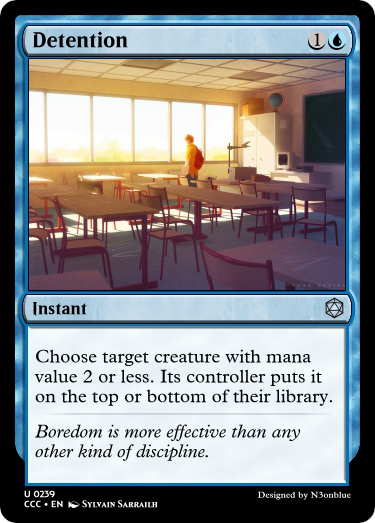 Detention 1
Instant
Choose target creature with mana
value 2 or less. Its controller puts it
on the top or bottom of their library.
Boredom is more effective than any
other kind of discipline.
U 0239
CCC • EN Sylvain Sarrailh
Designed by N3onblue